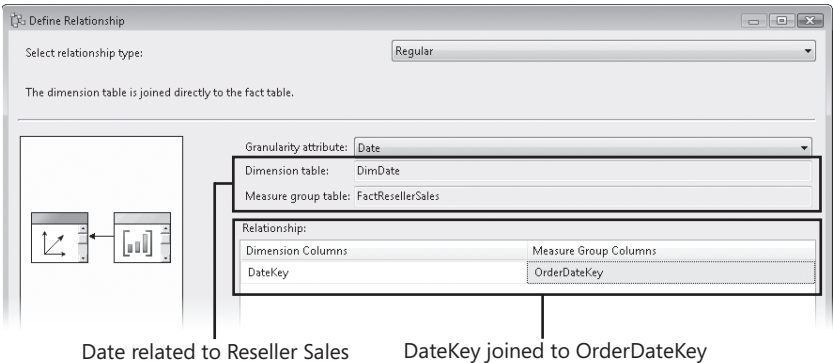 Define Relationship
Select relationship type: Regular
The dimension table is joined directly to the fact table.
Granularity attribute: Date
Dimension table: DimDate
Measure group table: FactResellerSales
Relationship:
Dimension Columns Measure Group Columns
DateKey OrderDateKey
Date related to Reseller Sales DateKey joined to OrderDateKey